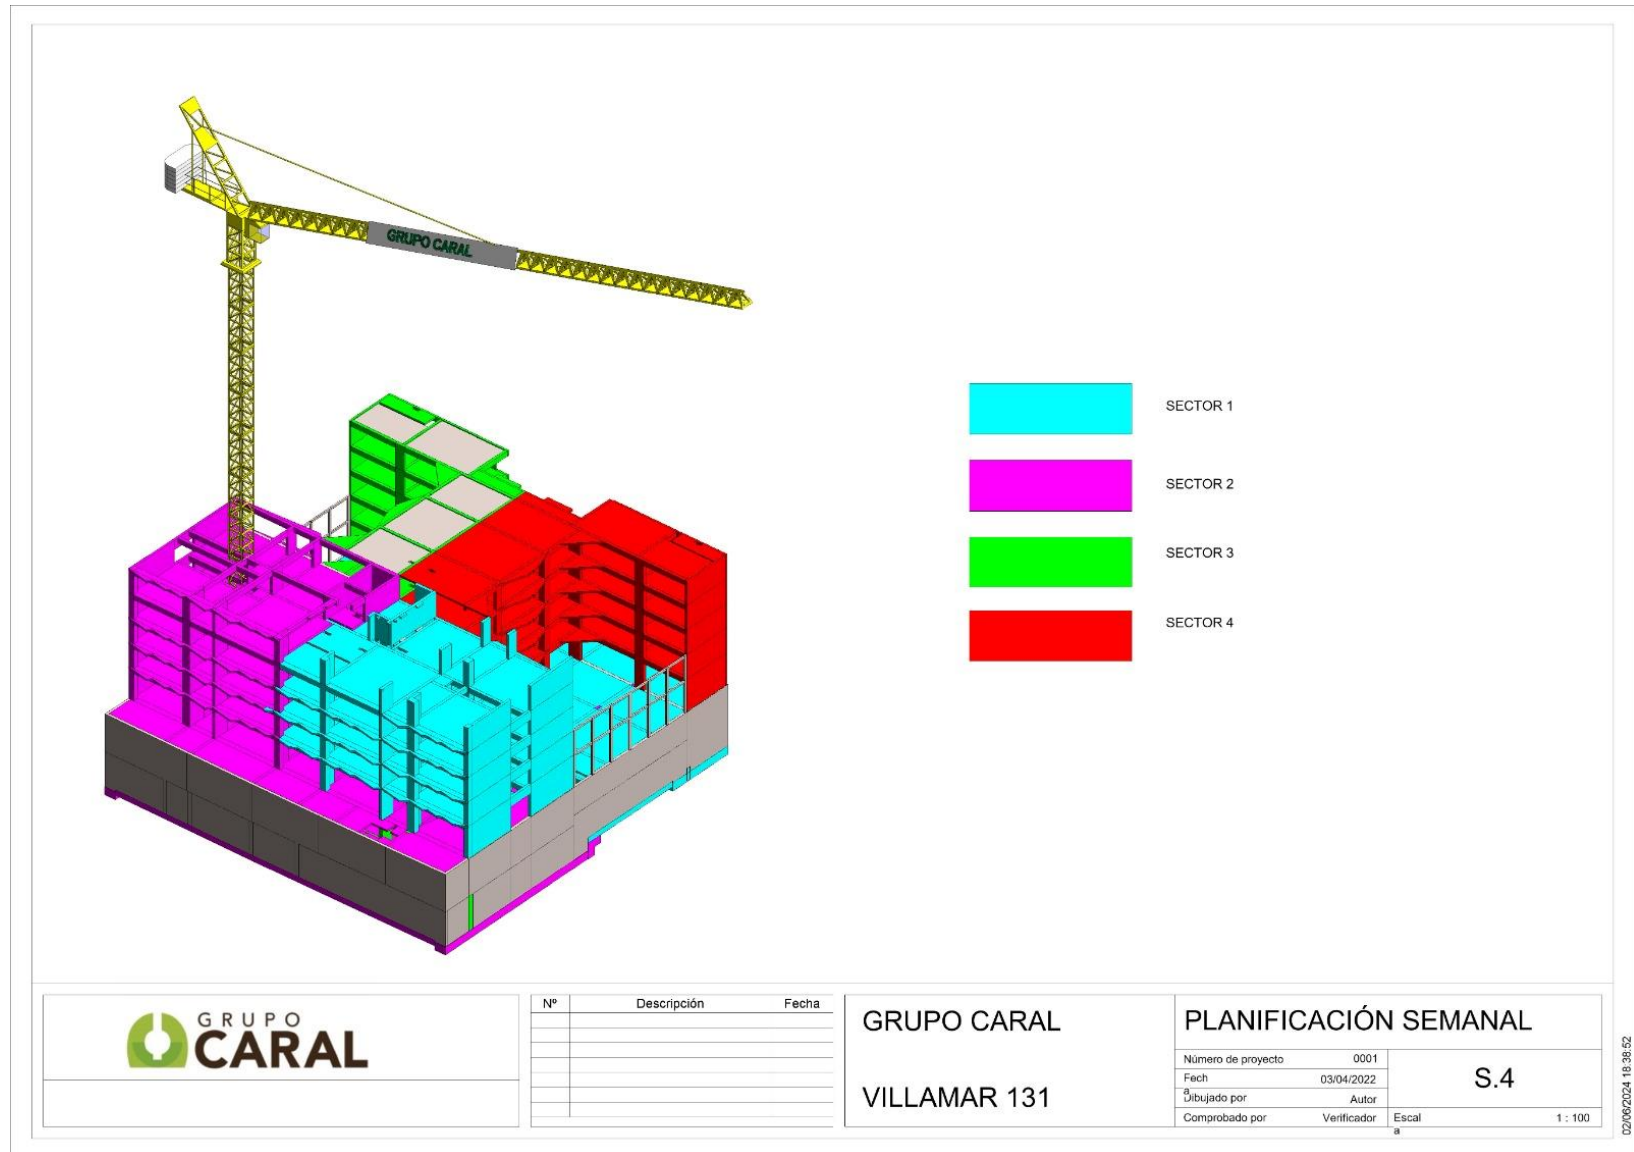 GRUPO CARAL
SECTOR 1
SECTOR 2
SECTOR 3
SECTOR 4
GRUPO
CARAL
Nº Descripción Fecha
GRUPO CARAL
VILLAMAR 131
PLANIFICACIÓN SEMANAL
Número de proyecto 0001
Fech
a
03/04/2022
Dibujado por Autor
Comprobado por Verificador
S.4
Escal
a
1 : 100
02/06/2024 18:38:52